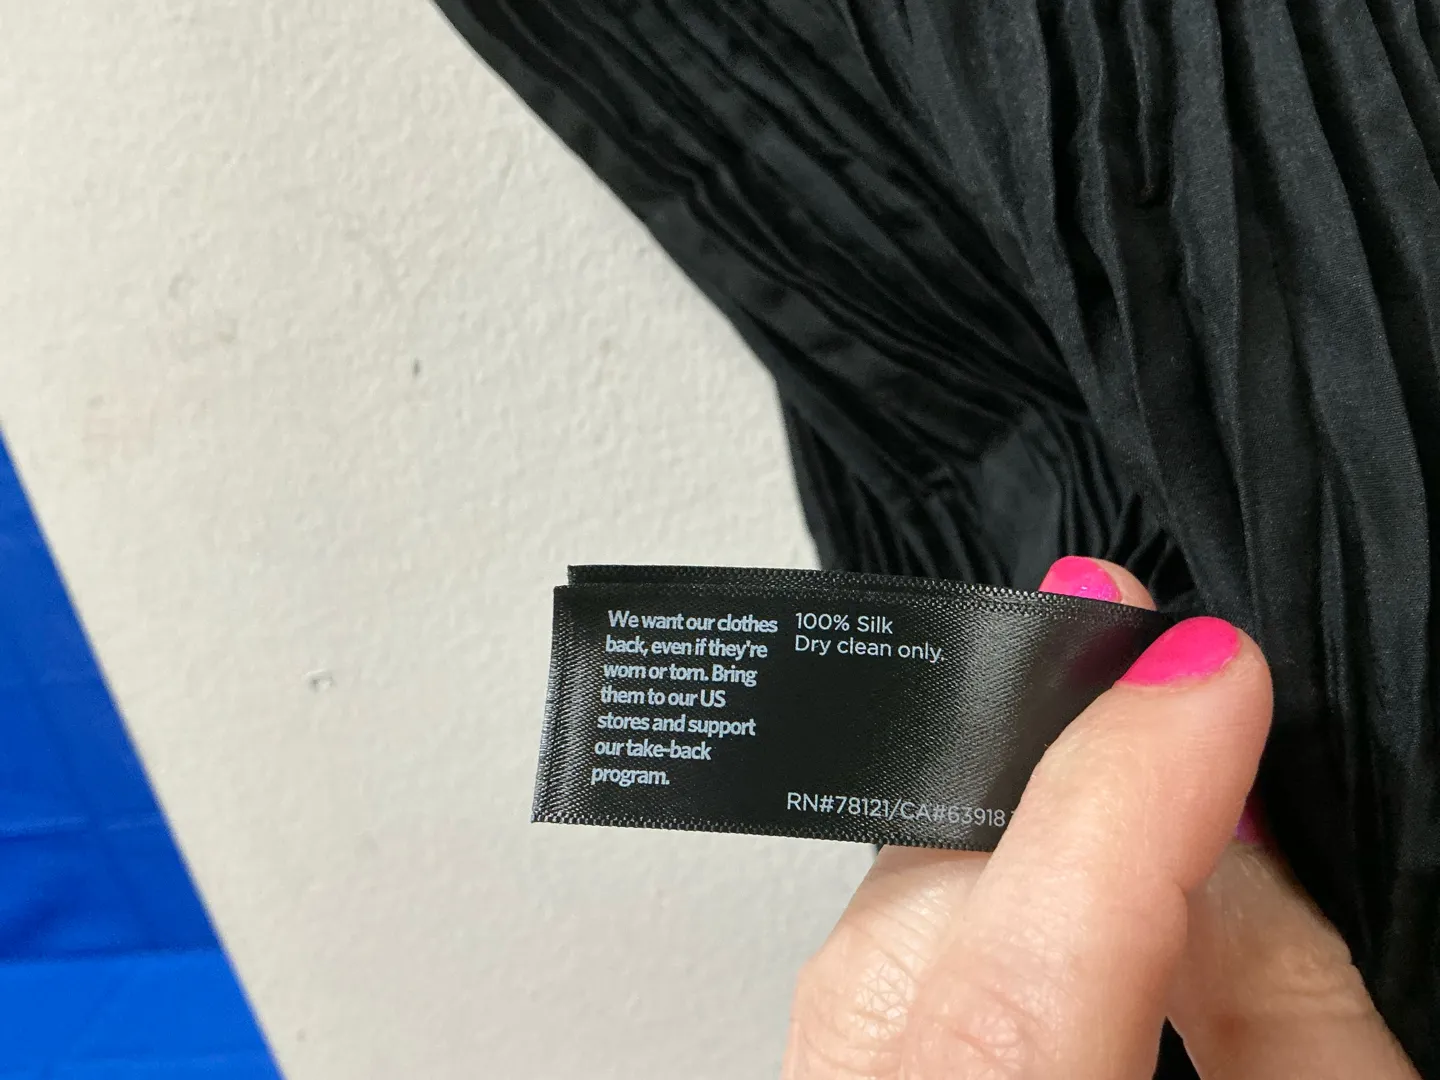 We want our clothes
back, even if they're
worn or torn. Bring
them to our US
stores and support
our take-back
program.
100% Silk
Dry clean only.
RN#78121/CA#63918